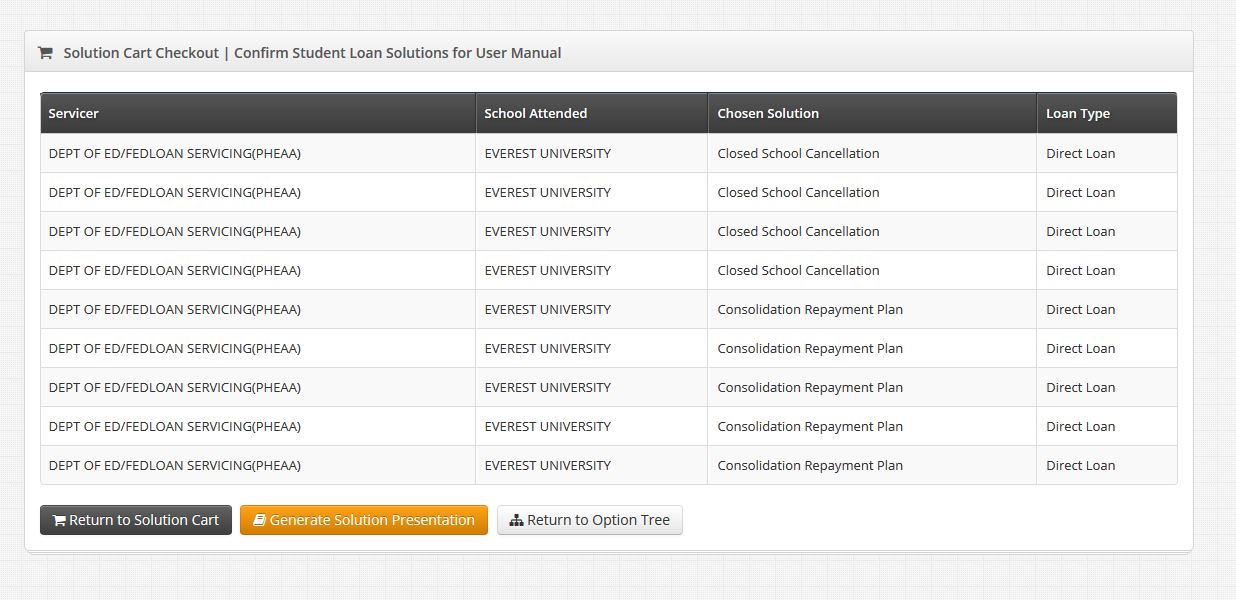 Solution Cart Checkout | Confirm Student Loan Solutions for User Manual
Servicer School Attended Chosen Solution Loan Type
DEPT OF ED/FEDLOAN SERVICING(PHEAA) EVEREST UNIVERSITY Closed School Cancellation Direct Loan
DEPT OF ED/FEDLOAN SERVICING(PHEAA) EVEREST UNIVERSITY Closed School Cancellation Direct Loan
DEPT OF ED/FEDLOAN SERVICING(PHEAA) EVEREST UNIVERSITY Closed School Cancellation Direct Loan
DEPT OF ED/FEDLOAN SERVICING(PHEAA) EVEREST UNIVERSITY Closed School Cancellation Direct Loan
DEPT OF ED/FEDLOAN SERVICING(PHEAA) EVEREST UNIVERSITY Consolidation Repayment Plan Direct Loan
DEPT OF ED/FEDLOAN SERVICING(PHEAA) EVEREST UNIVERSITY Consolidation Repayment Plan Direct Loan
DEPT OF ED/FEDLOAN SERVICING(PHEAA) EVEREST UNIVERSITY Consolidation Repayment Plan Direct Loan
DEPT OF ED/FEDLOAN SERVICING(PHEAA) EVEREST UNIVERSITY Consolidation Repayment Plan Direct Loan
DEPT OF ED/FEDLOAN SERVICING(PHEAA) EVEREST UNIVERSITY Consolidation Repayment Plan Direct Loan
Return to Solution Cart Generate Solution Presentation Return to Option Tree